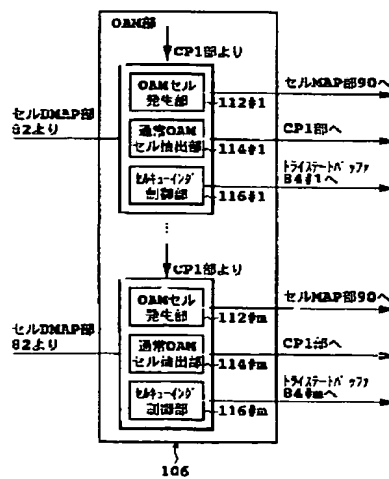 OAM部
CP1部より
OAMセル
発生部
112#1
セルMAP部90へ
セルDMAP部
82より
通常OAM
セル抽出部
114#1
CP1部へ
セルキューイング
制御部
116#1
トライステートバッファ
84#1へ
CP1部より
OAMセル
発生部
112#m
セルMAP部90へ
セルDMAP部
82より
通常OAM
セル抽出部
114#m
CP1部へ
セルキューイング
制御部
116#m
トライステートバッファ
84#mへ
106